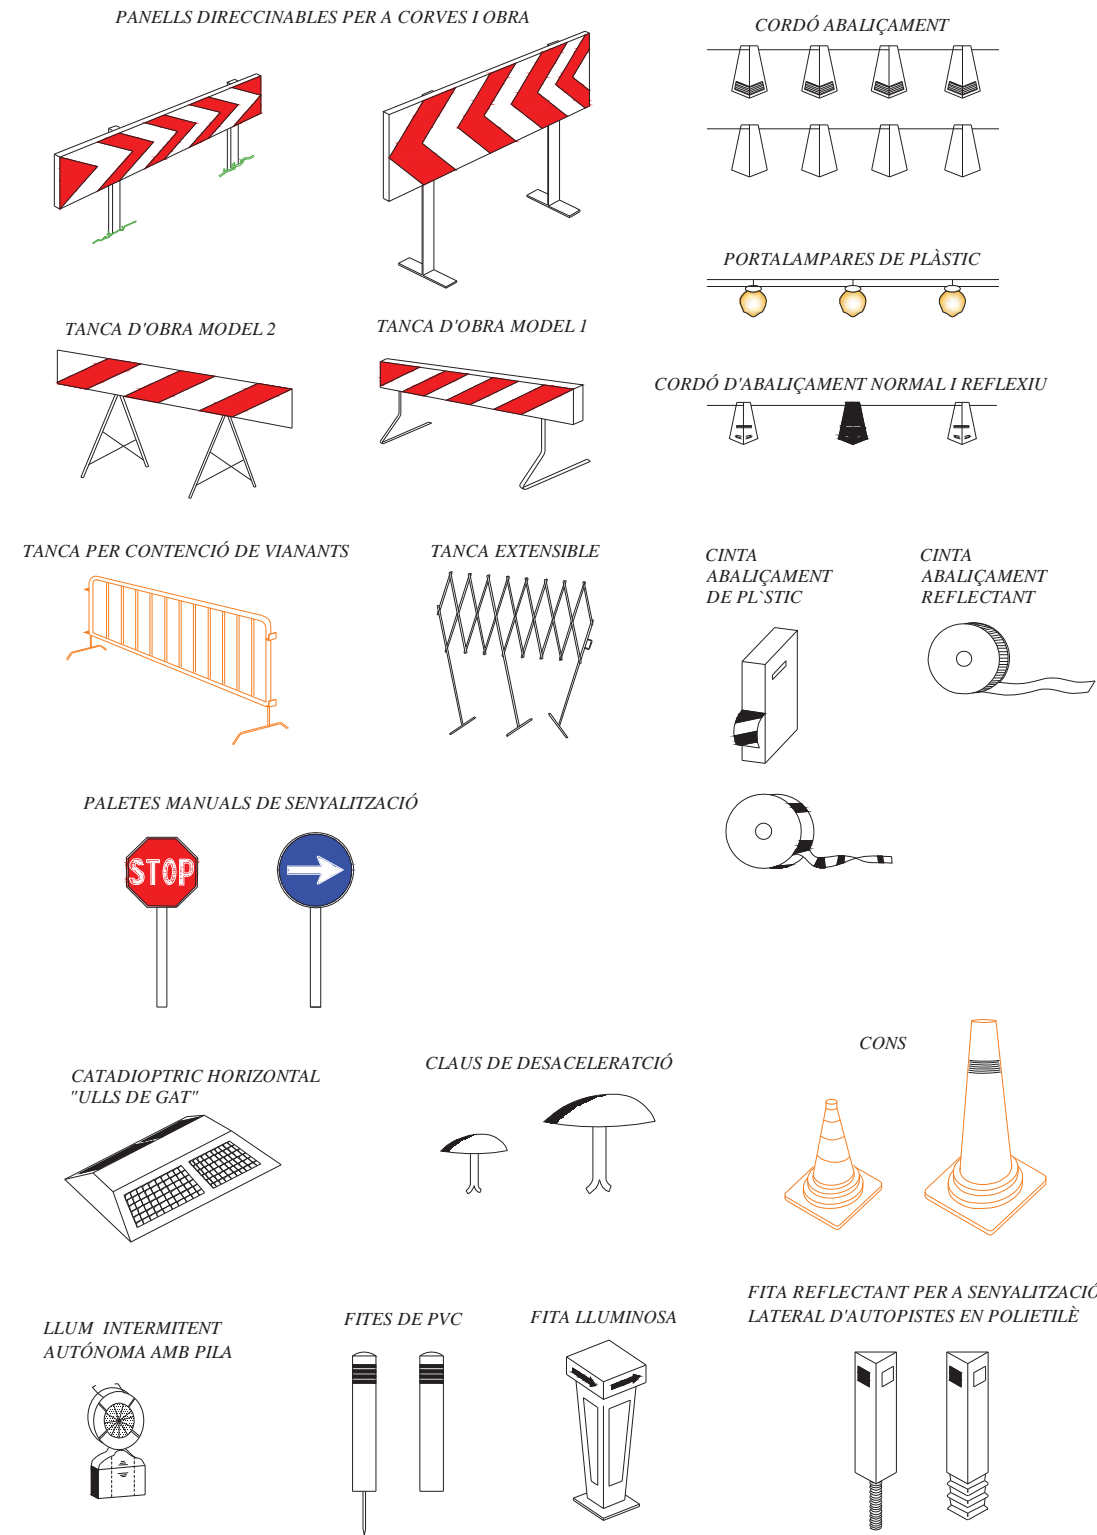 PANELLS DIRECCINABLES PER A CORVES I OBRA
CORDÓ ABALIÇAMENT
PORTALAMPARES DE PLÀSTIC
TANCA D'OBRA MODEL 2
TANCA D'OBRA MODEL 1
CORDÓ D'ABALIÇAMENT NORMAL I REFLEXIU
TANCA PER CONTENCIÓ DE VIANANTS
TANCA EXTENSIBLE
CINTA
ABALIÇAMENT
DE PL`STIC
CINTA
ABALIÇAMENT
REFLECTANT
PALETES MANUALS DE SENYALITZACIÓ
STOP
CATADIOPTRIC HORIZONTAL
"ULLS DE GAT"
CLAUS DE DESACELERATCIÓ
CONS
LLUM INTERMITENT
AUTÓNOMA AMB PILA
FITES DE PVC
FITA LLUMINOSA
FITA REFLECTANT PER A SENYALITZACIÓ
LATERAL D'AUTOPISTES EN POLIETILÈ